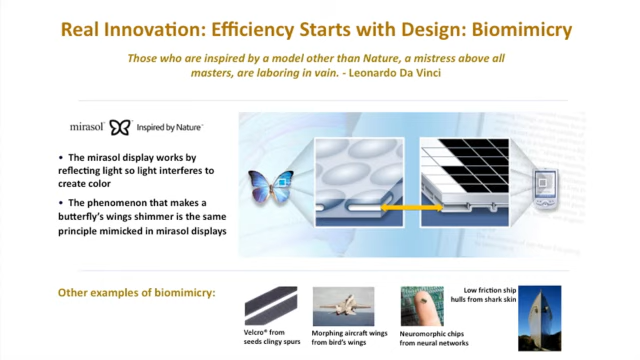 Real Innovation: Efficiency Starts with Design: Biomimicry
Those who are inspired by a model other than Nature, a mistress above all
masters, are laboring in vain. - Leonardo Da Vinci
mirasol Inspired by Nature™
• The mirasol display works by
reflecting light so light interferes to
create color
• The phenomenon that makes a
butterfly's wings shimmer is the same
principle mimicked in mirasol displays
Other examples of biomimicry:
Velcro® from
seeds clingy spurs
Morphing aircraft wings
from bird's wings
Neuromorphic chips
from neural networks
Low friction ship
hulls from shark skin